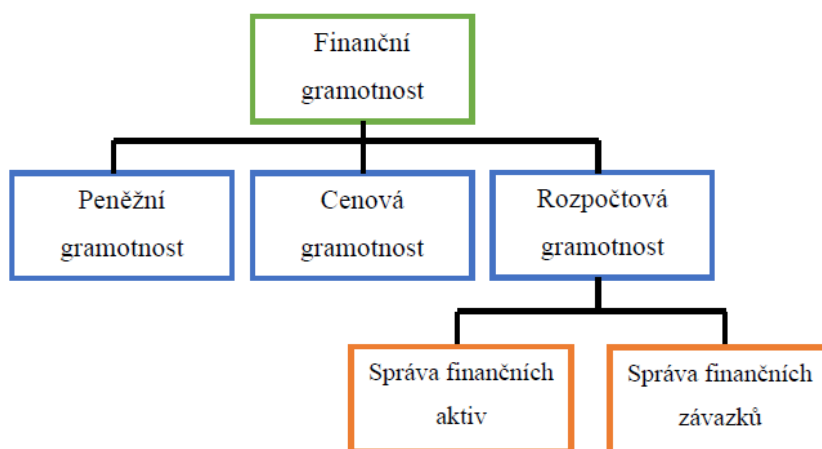 Finanční
gramotnost
Peněžní
gramotnost
Cenová
gramotnost
Rozpočtová
gramotnost
Správa finančních
aktiv
Správa finančních
závazků